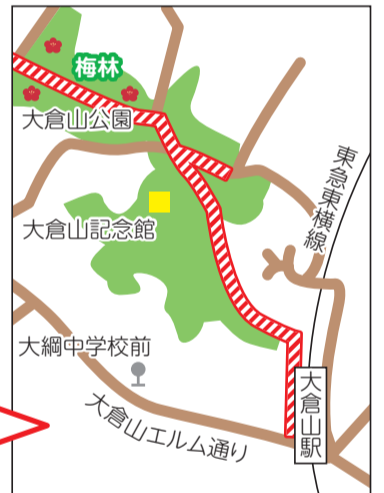 梅林
大倉山公園
東急東横線
大倉山記念館
大綱中学校前
大倉山エルム通り
大倉山駅